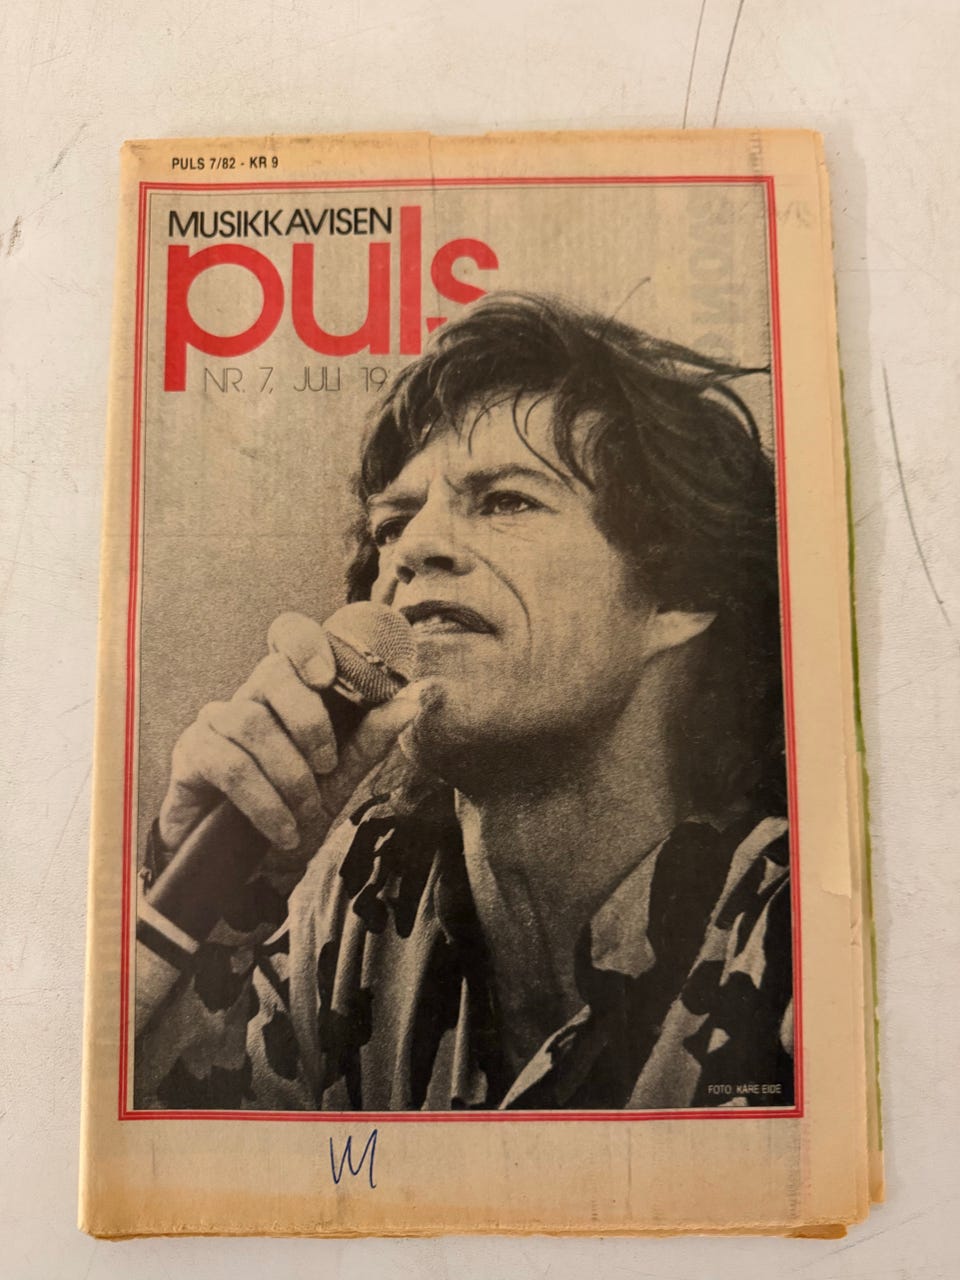 PULS 7/82 - KR 9
MUSIKKAVISEN
puls
NR. 7, JULI 19
FOTO KÅRE EIDE